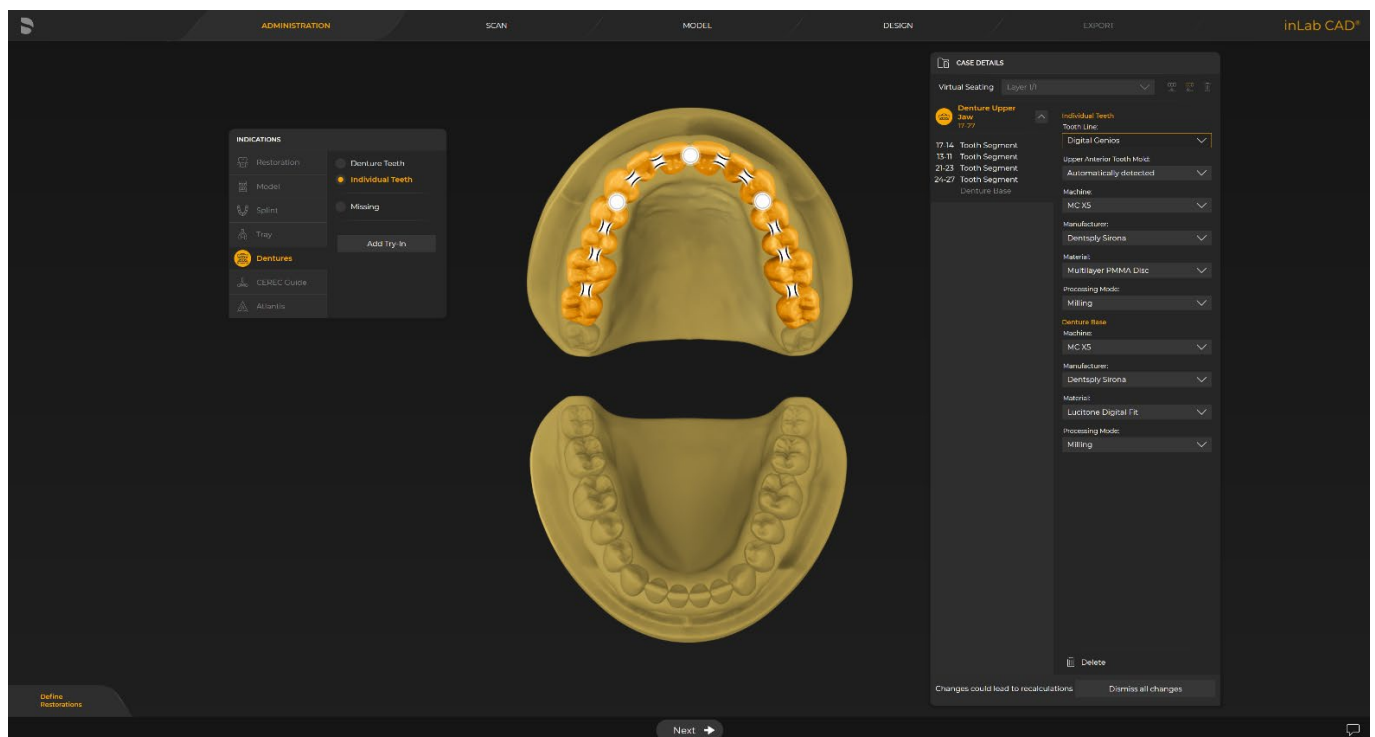 ADMINISTRATION
SCAN
MODEL
DESIGN
EXPORT
inLab CAD®
INDICATIONS
Restoration
Model
Splint
Tray
Dentures
CEREC Guide
Atlantis
Denture Teeth
Individual Teeth
Missing
Add Try-In
CASE DETAILS
Virtual Seating
Layer 1/1
Denture Upper
Jaw
17-27
17-14 Tooth Segment
13-11 Tooth Segment
21-23 Tooth Segment
24-27 Tooth Segment
Denture Base
Individual Teeth
Tooth Line:
Digital Genios
Upper Anterior Tooth Mold:
Automatically detected
Machine:
MC X5
Manufacturer:
Dentsply Sirona
Material:
Multilayer PMMA Disc
Processing Mode:
Milling
Denture Base
Machine:
MC X5
Manufacturer:
Dentsply Sirona
Material:
Lucitone Digital Fit
Processing Mode:
Milling
Delete
Changes could lead to recalculations
Dismiss all changes
Define
Restorations
Next